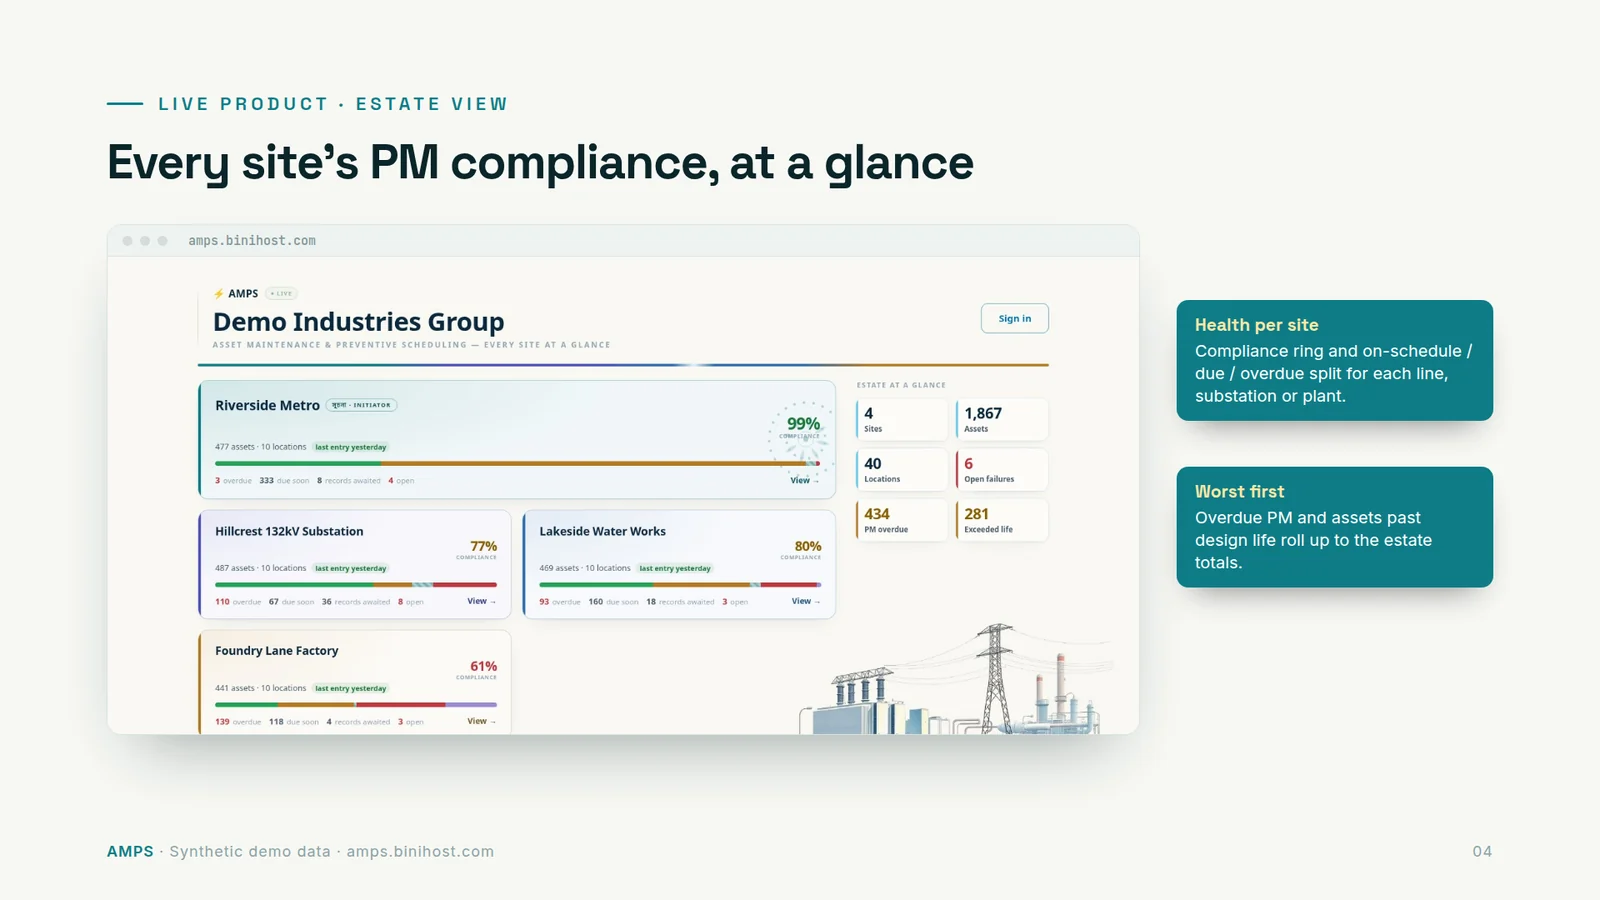 LIVE PRODUCT · ESTATE VIEW
Every site’s PM compliance, at a glance
amps.binihost.com
⚡ AMPS • LIVE
Demo Industries Group
Sign in
ASSET MAINTENANCE & PREVENTIVE SCHEDULING — EVERY SITE AT A GLANCE
Riverside Metro सूचना · INITIATOR
99%
COMPLIANCE
477 assets · 10 locations last entry yesterday
3 overdue 333 due soon 8 records awaited 4 open View →
Hillcrest 132kV Substation
77%
COMPLIANCE
487 assets · 10 locations last entry yesterday
110 overdue 67 due soon 36 records awaited 8 open View →
Lakeside Water Works
80%
COMPLIANCE
469 assets · 10 locations last entry yesterday
93 overdue 160 due soon 18 records awaited 3 open View →
Foundry Lane Factory
61%
COMPLIANCE
441 assets · 10 locations last entry yesterday
139 overdue 118 due soon 4 records awaited 3 open View →
ESTATE AT A GLANCE
4
Sites
1,867
Assets
40
Locations
6
Open failures
434
PM overdue
281
Exceeded life
Health per site
Compliance ring and on-schedule /
due / overdue split for each line,
substation or plant.
Worst first
Overdue PM and assets past
design life roll up to the estate
totals.
AMPS · Synthetic demo data · amps.binihost.com
04